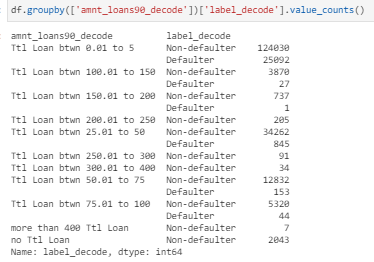 df.groupby(['amnt_loans90_decode'])['label_decode'].value_counts()
amnt_loans90_decode label_decode
Ttl Loan btwn 0.01 to 5 Non-defaulter 124030
Defaulter 25092
Ttl Loan btwn 100.01 to 150 Non-defaulter 3870
Defaulter 27
Ttl Loan btwn 150.01 to 200 Non-defaulter 737
Defaulter 1
Ttl Loan btwn 200.01 to 250 Non-defaulter 205
Ttl Loan btwn 25.01 to 50 Non-defaulter 34262
Defaulter 845
Ttl Loan btwn 250.01 to 300 Non-defaulter 91
Ttl Loan btwn 300.01 to 400 Non-defaulter 34
Ttl Loan btwn 50.01 to 75 Non-defaulter 12832
Defaulter 153
Ttl Loan btwn 75.01 to 100 Non-defaulter 5320
Defaulter 44
more than 400 Ttl Loan Non-defaulter 7
no Ttl Loan Non-defaulter 2043
Name: label_decode, dtype: int64